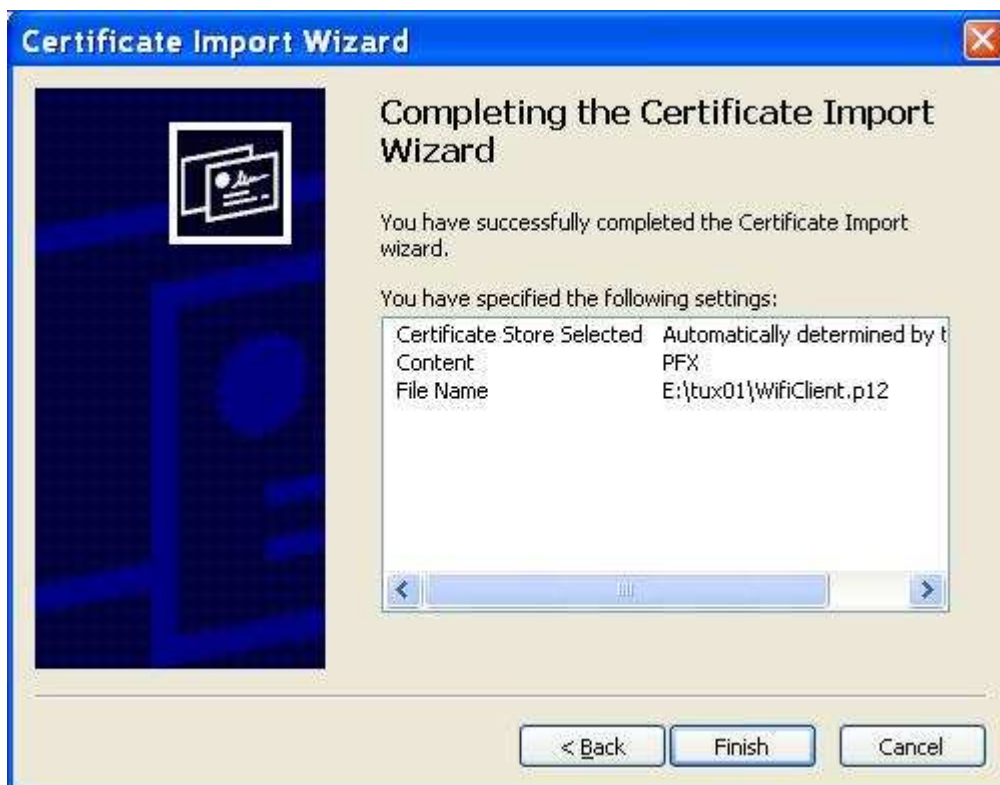 Certificate Import Wizard
Completing the Certificate Import
Wizard
You have successfully completed the Certificate Import
wizard.
You have specified the following settings:
Certificate Store Selected Automatically determined by t
Content PFX
File Name E:\tux01\WifiClient.p12
< Back Finish Cancel